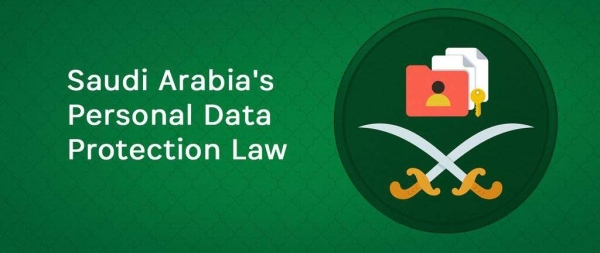 Saudi Arabia's
Personal Data
Protection Law